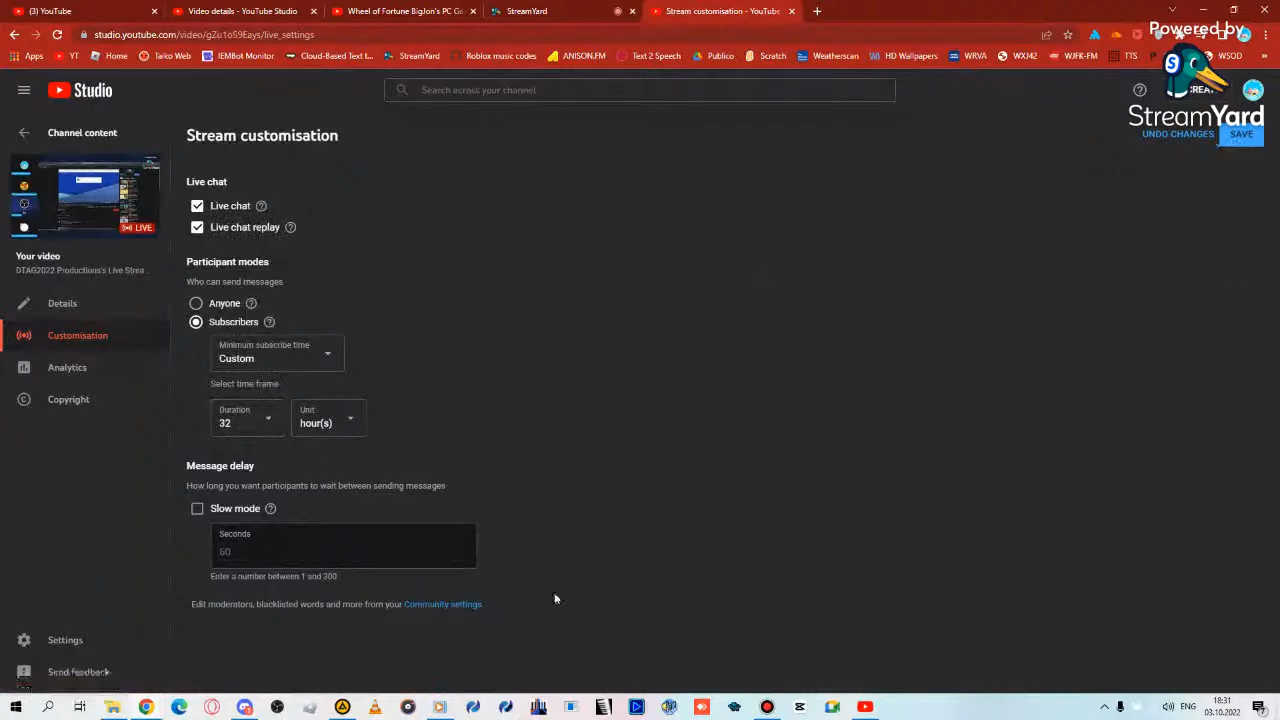 (3) YouTube
Video details - YouTube Studio
Wheel of Fortune BigJon's PC Ga
StreamYard
Stream customisation - YouTube
studio.youtube.com/video/gZu1oS9Eays/live_settings
Powered by
Apps
YT
Home
Taiko Web
IEMBot Monitor
Cloud-Based Text I...
StreamYard
Roblox music codes
ANISON.FM
Text 2 Speech
Publico
Scratch
Weatherscan
HD Wallpapers
WRVA
WXM2
WJFK-FM
TTS
WSOD
Studio
Search across your channel
StreamYard
UNDO CHANGES
SAVE
Channel content
LIVE
Your video
DTAG2022 Productions's Live Strea...
Details
Customisation
Analytics
Copyright
Settings
Send feedback
Stream customisation
Live chat
Live chat
Live chat replay
Participant modes
Who can send messages
Anyone
Subscribers
Minimum subscribe time
Custom
Select time frame
Duration
32
Unit
hour(s)
Message delay
How long you want participants to wait between sending messages
Slow mode
Seconds
60
Enter a number between 1 and 300
Edit moderators, blacklisted words and more from your Community settings
ENG
18:31
03.10.2022